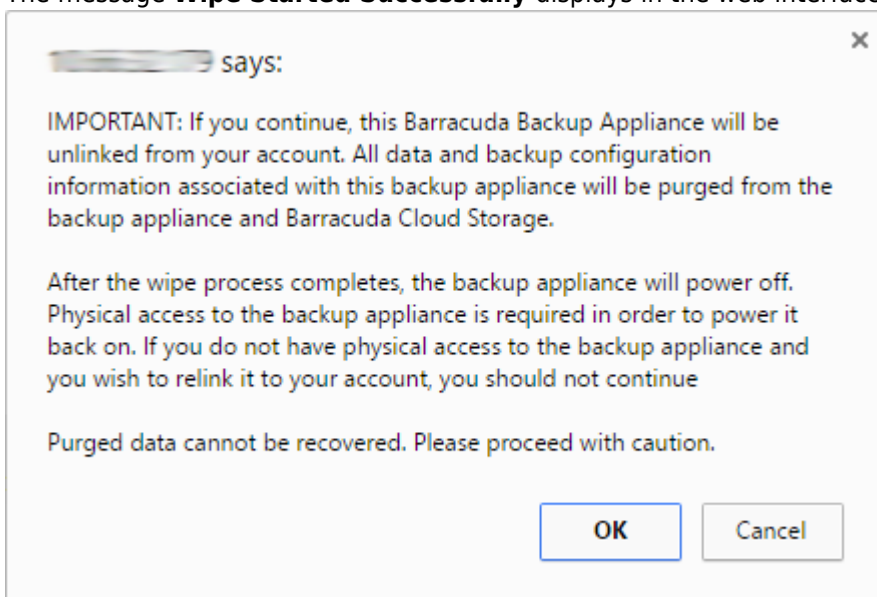 The message Wipe Started Successfully displays in the web interface
says:
IMPORTANT: If you continue, this Barracuda Backup Appliance will be
unlinked from your account. All data and backup configuration
information associated with this backup appliance will be purged from the
backup appliance and Barracuda Cloud Storage.
After the wipe process completes, the backup appliance will power off.
Physical access to the backup appliance is required in order to power it
back on. If you do not have physical access to the backup appliance and
you wish to relink it to your account, you should not continue
Purged data cannot be recovered. Please proceed with caution.
OK Cancel